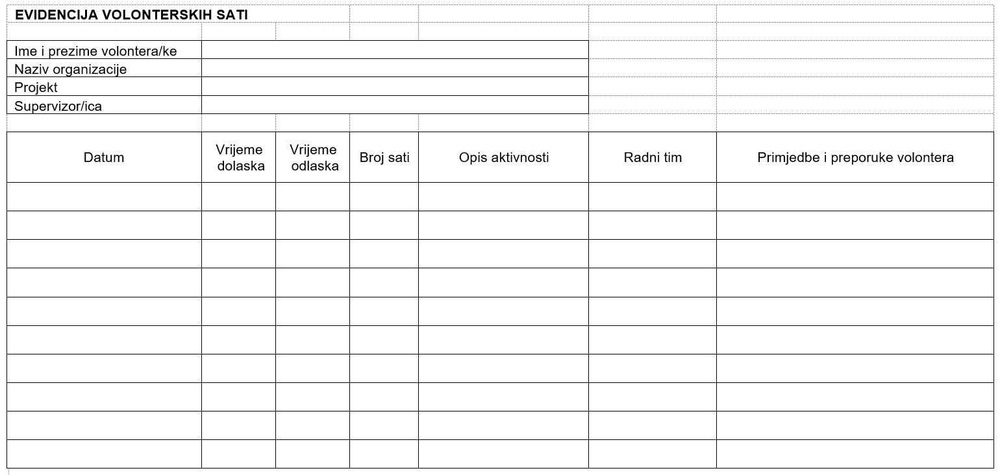 EVIDENCIJA VOLONTERSKIH SATI
Ime i prezime volontera/ke
Naziv organizacije
Projekt
Supervizor/ica
Datum
Vrijeme
dolaska
Vrijeme
odlaska
Broj sati
Opis aktivnosti
Radni tim
Primjedbe i preporuke volontera